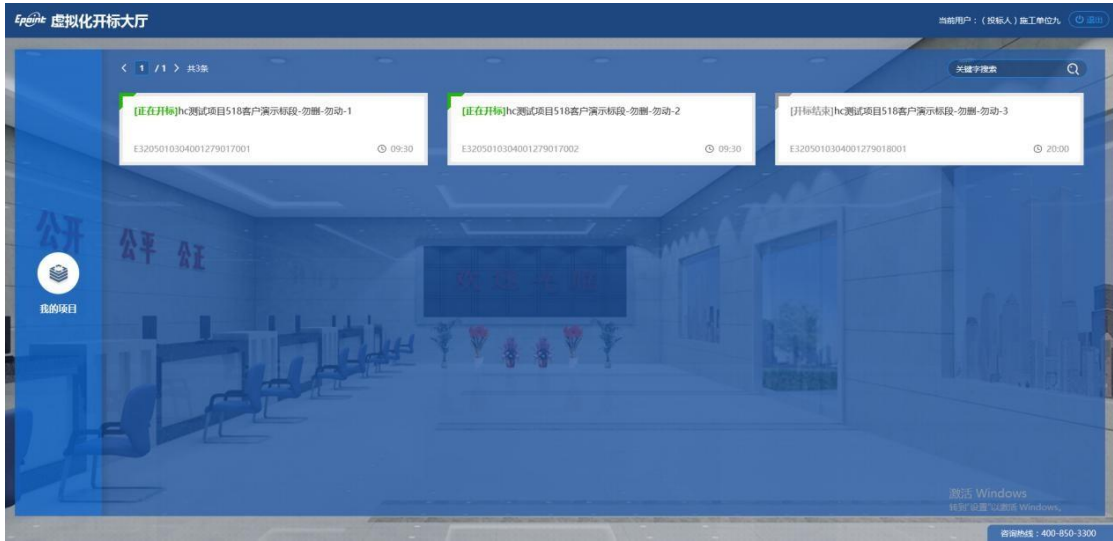 Epoint 虚拟化开标大厅
当前用户：（投标人）施工单位九 退出
1 / 1 共3条
关键字搜索
[正在开标]hc测试项目518客户演示标段-勿删-勿动-1
E3205010304001279017001 09:30
[正在开标]hc测试项目518客户演示标段-勿删-勿动-2
E3205010304001279017002 09:30
[开标结束]hc测试项目518客户演示标段-勿删-勿动-3
E3205010304001279018001 20:00
公开 公平 公正
我的项目
激活 Windows
转到"设置"以激活 Windows。
咨询热线：400-850-3300